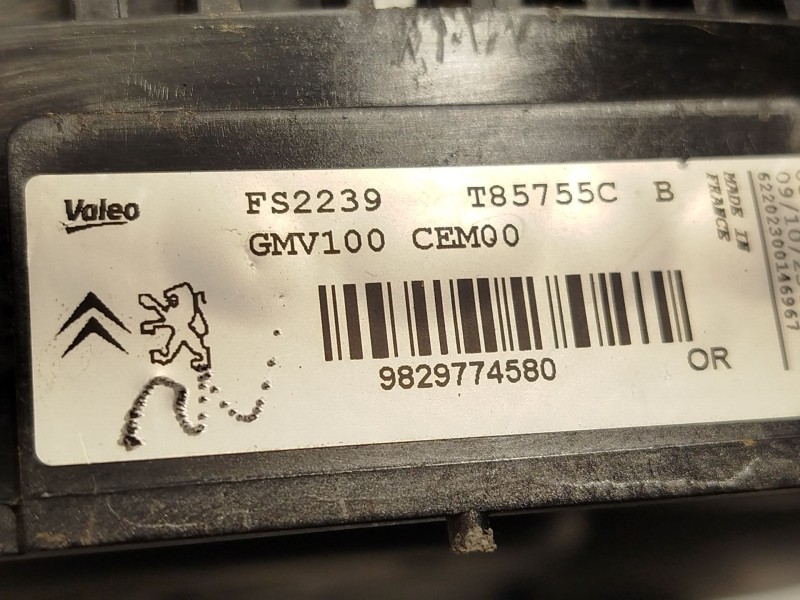 Valeo
FS2239 T85755C B
GMV100 CEM00
9829774580
OR
MADE IN
FRANCE
09/10/2
62202300146967